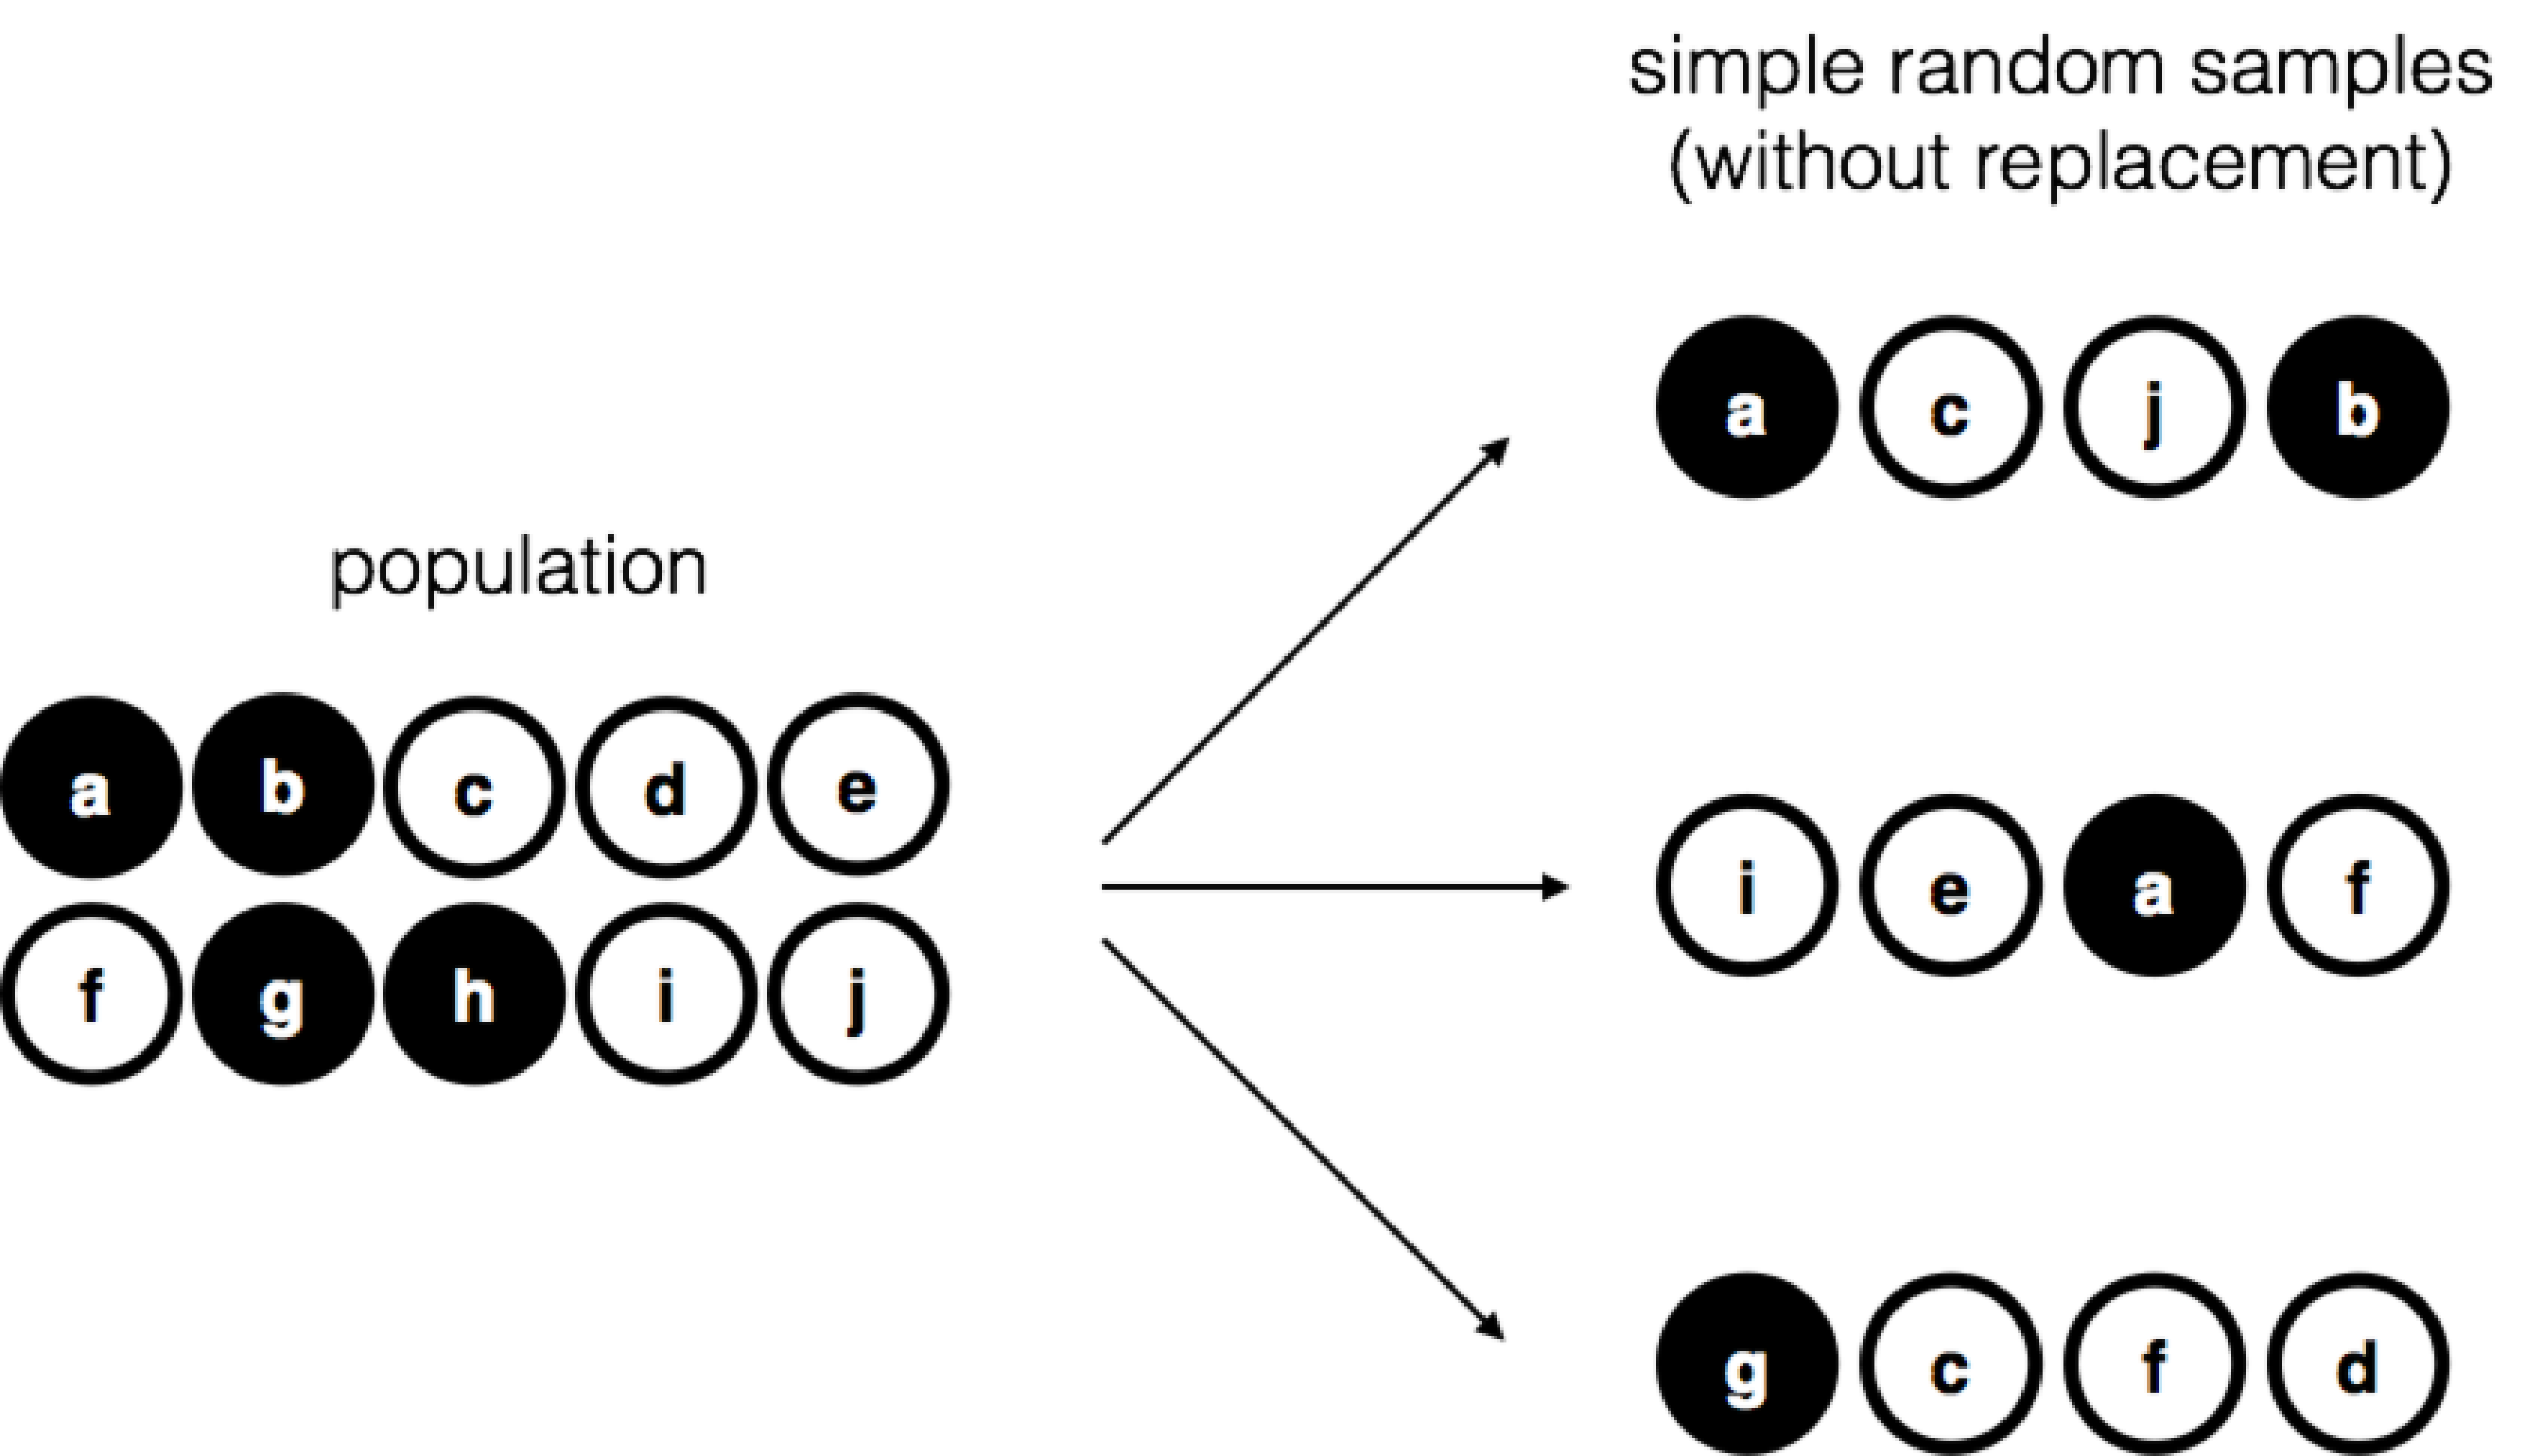 simple random samples
(without replacement)
a c j b
population
a b c d e
i e a f
f g h i j
g c f d